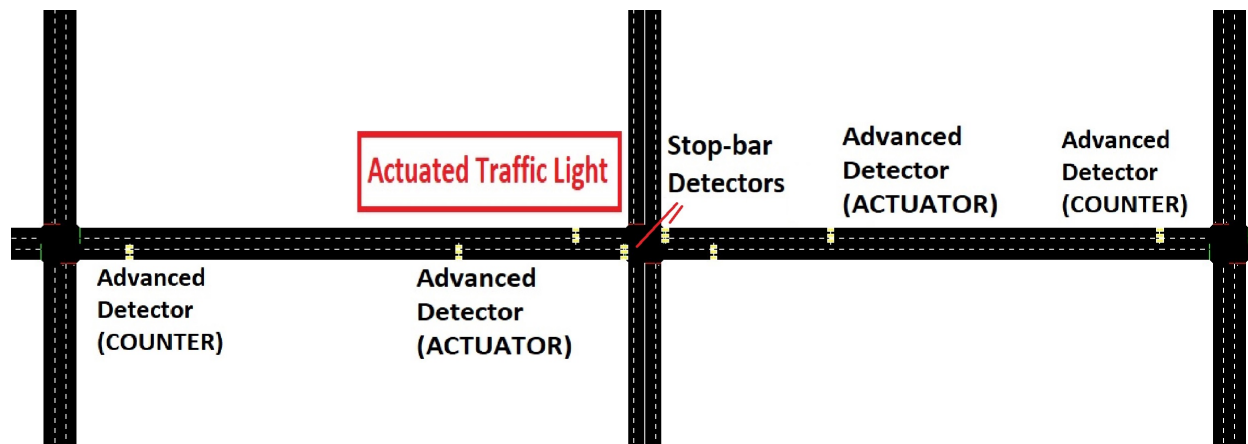 Actuated Traffic Light
Stop-bar
Detectors
Advanced
Detector
(ACTUATOR)
Advanced
Detector
(COUNTER)
Advanced
Detector
(COUNTER)
Advanced
Detector
(ACTUATOR)